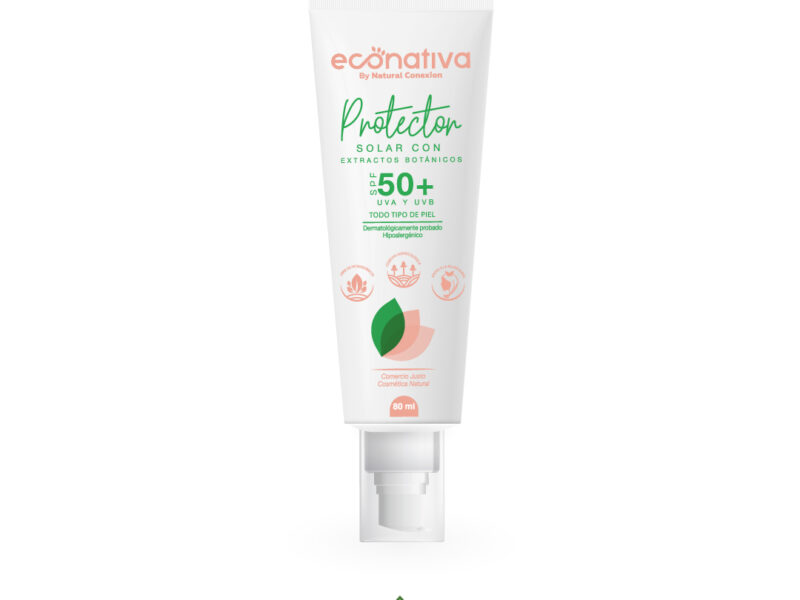 econativa
By Natural Conexion
Protector
SOLAR CON
EXTRACTOS BOTÁNICOS
SPF
50+
UVA Y UVB
TODO TIPO DE PIEL
Dermatológicamente probado
Hipoalergénico
Comercio Justo
Cosmética Natural
80 ml